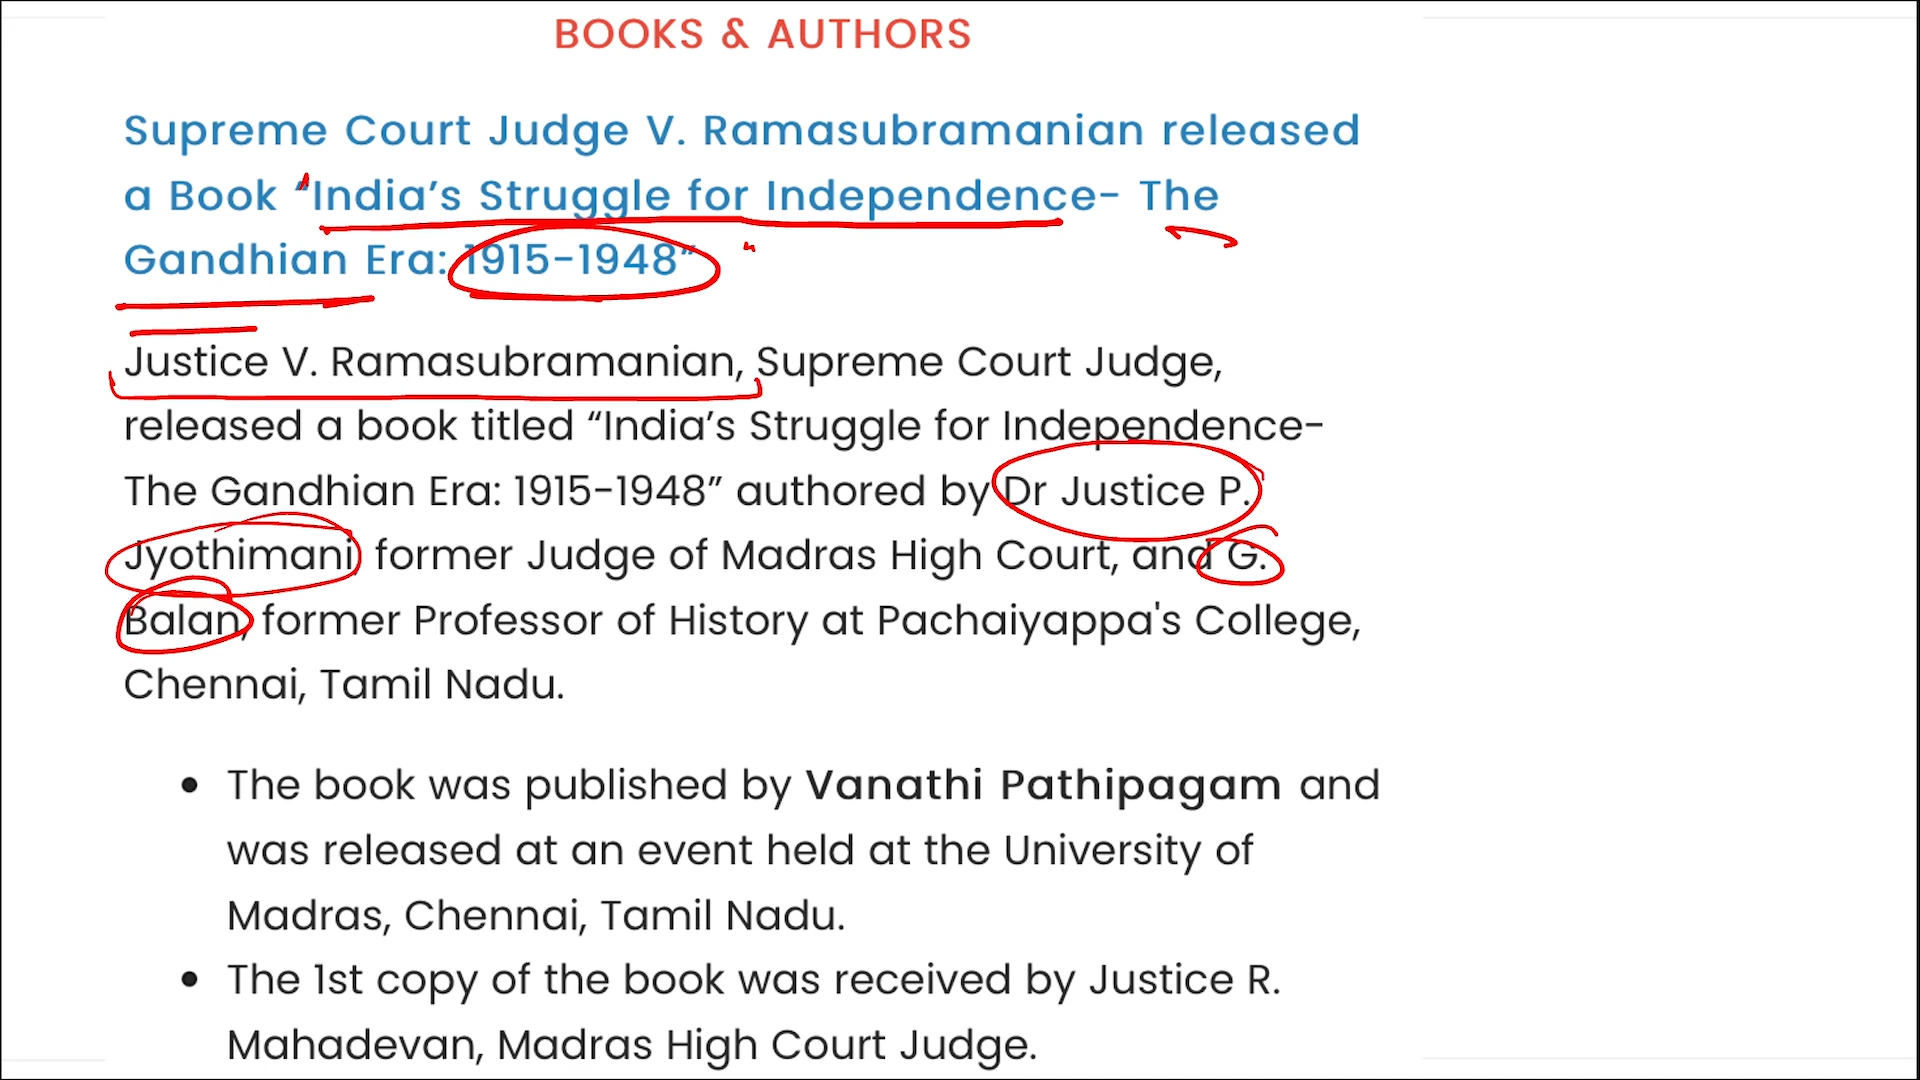 BOOKS & AUTHORS
Supreme Court Judge V. Ramasubramanian released
a Book “India’s Struggle for Independence- The
Gandhian Era: 1915-1948”
Justice V. Ramasubramanian, Supreme Court Judge,
released a book titled “India’s Struggle for Independence-
The Gandhian Era: 1915-1948” authored by Dr Justice P.
Jyothimani, former Judge of Madras High Court, and G.
Balan, former Professor of History at Pachaiyappa's College,
Chennai, Tamil Nadu.
• The book was published by Vanathi Pathipagam and
was released at an event held at the University of
Madras, Chennai, Tamil Nadu.
• The 1st copy of the book was received by Justice R.
Mahadevan, Madras High Court Judge.